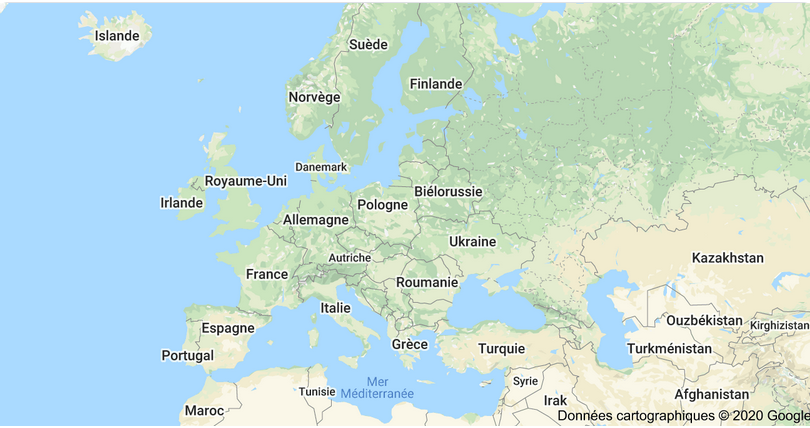 Islande
Suède
Finlande
Norvège
Danemark
Royaume-Uni
Biélorussie
Irlande
Pologne
Allemagne
Ukraine
Autriche
Kazakhstan
France
Roumanie
Italie
Ouzbékistan
Kirghizistan
Espagne
Grèce
Turquie
Turkménistan
Portugal
Mer
Méditerranée
Syrie
Tunisie
Afghanistan
Irak
Maroc
Données cartographiques © 2020 Google